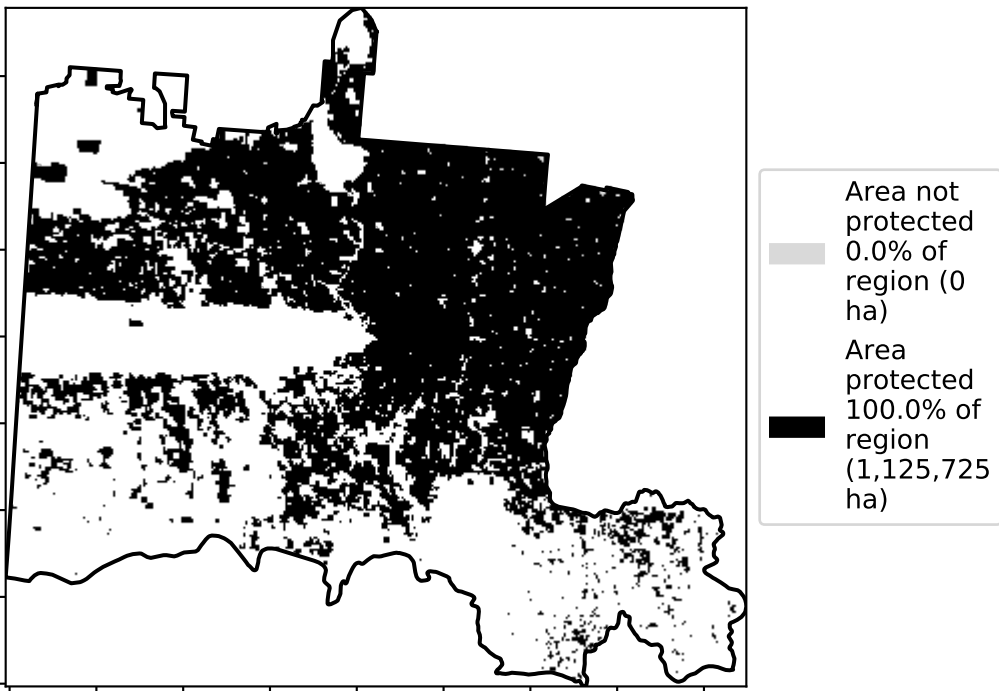 Area not
protected
0.0% of
region (0
ha)
Area
protected
100.0% of
region
(1,125,725
ha)